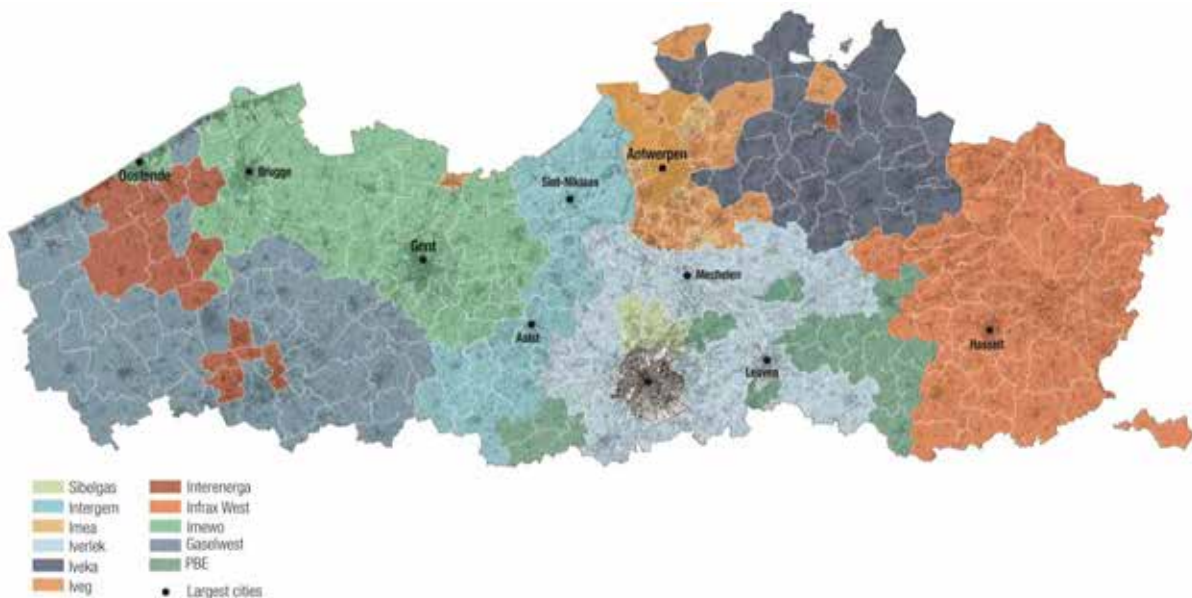 Oostende
Brugge
Gent
Sint-Niklaas
Antwerpen
Mechelen
Aalst
Leuven
Hasselt
Sibelgas
Intergem
Imea
Iverlek
Iveka
Iveg
Interenerga
Infrax West
Imewo
Gaselwest
PBE
Largest cities